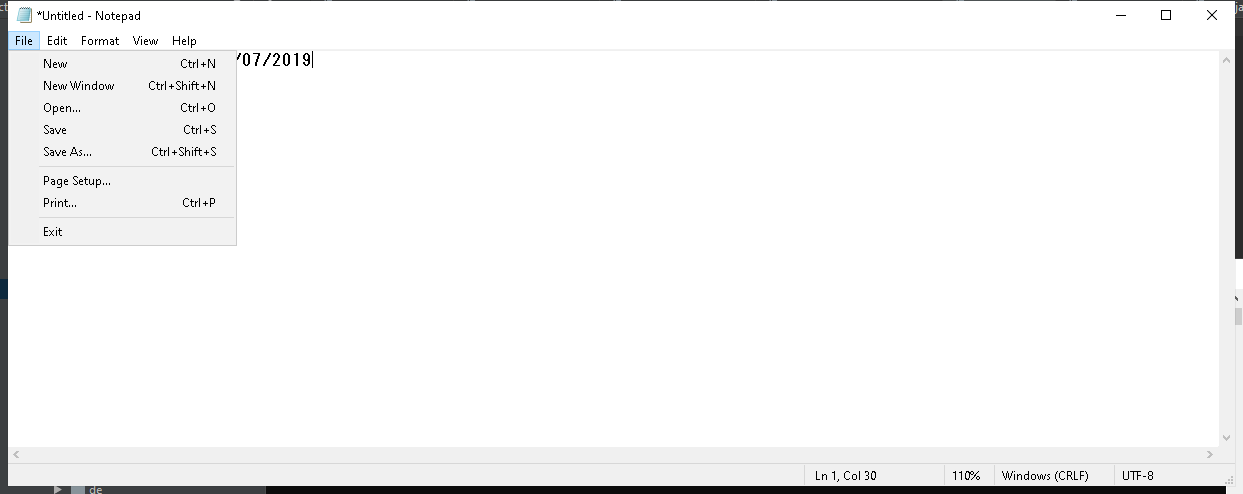 *Untitled - Notepad
File Edit Format View Help
/07/2019
New Ctrl+N
New Window Ctrl+Shift+N
Open... Ctrl+O
Save Ctrl+S
Save As... Ctrl+Shift+S
Page Setup...
Print... Ctrl+P
Exit
Ln 1, Col 30 110% Windows (CRLF) UTF-8
de